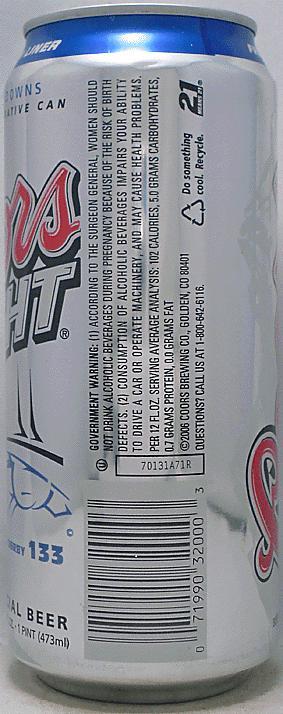 LINER
DOWNS
ATIVE CAN
ors
HT®
©
133
IAL BEER
1 PINT (473ml)
GOVERNMENT WARNING: (1) ACCORDING TO THE SURGEON GENERAL, WOMEN SHOULD
NOT DRINK ALCOHOLIC BEVERAGES DURING PREGNANCY BECAUSE OF THE RISK OF BIRTH
DEFECTS. (2) CONSUMPTION OF ALCOHOLIC BEVERAGES IMPAIRS YOUR ABILITY
TO DRIVE A CAR OR OPERATE MACHINERY, AND MAY CAUSE HEALTH PROBLEMS.
PER 12 FL.OZ. SERVING AVERAGE ANALYSIS: 102 CALORIES, 5.0 GRAMS CARBOHYDRATES,
0.7 GRAMS PROTEIN, 0.0 GRAMS FAT
©2006 COORS BREWING CO., GOLDEN, CO 80401
QUESTIONS? CALL US AT 1-800-642-6116.
Do something
cool. Recycle.
21
MEANS 21®
70131A71R
0 71990 32000 3